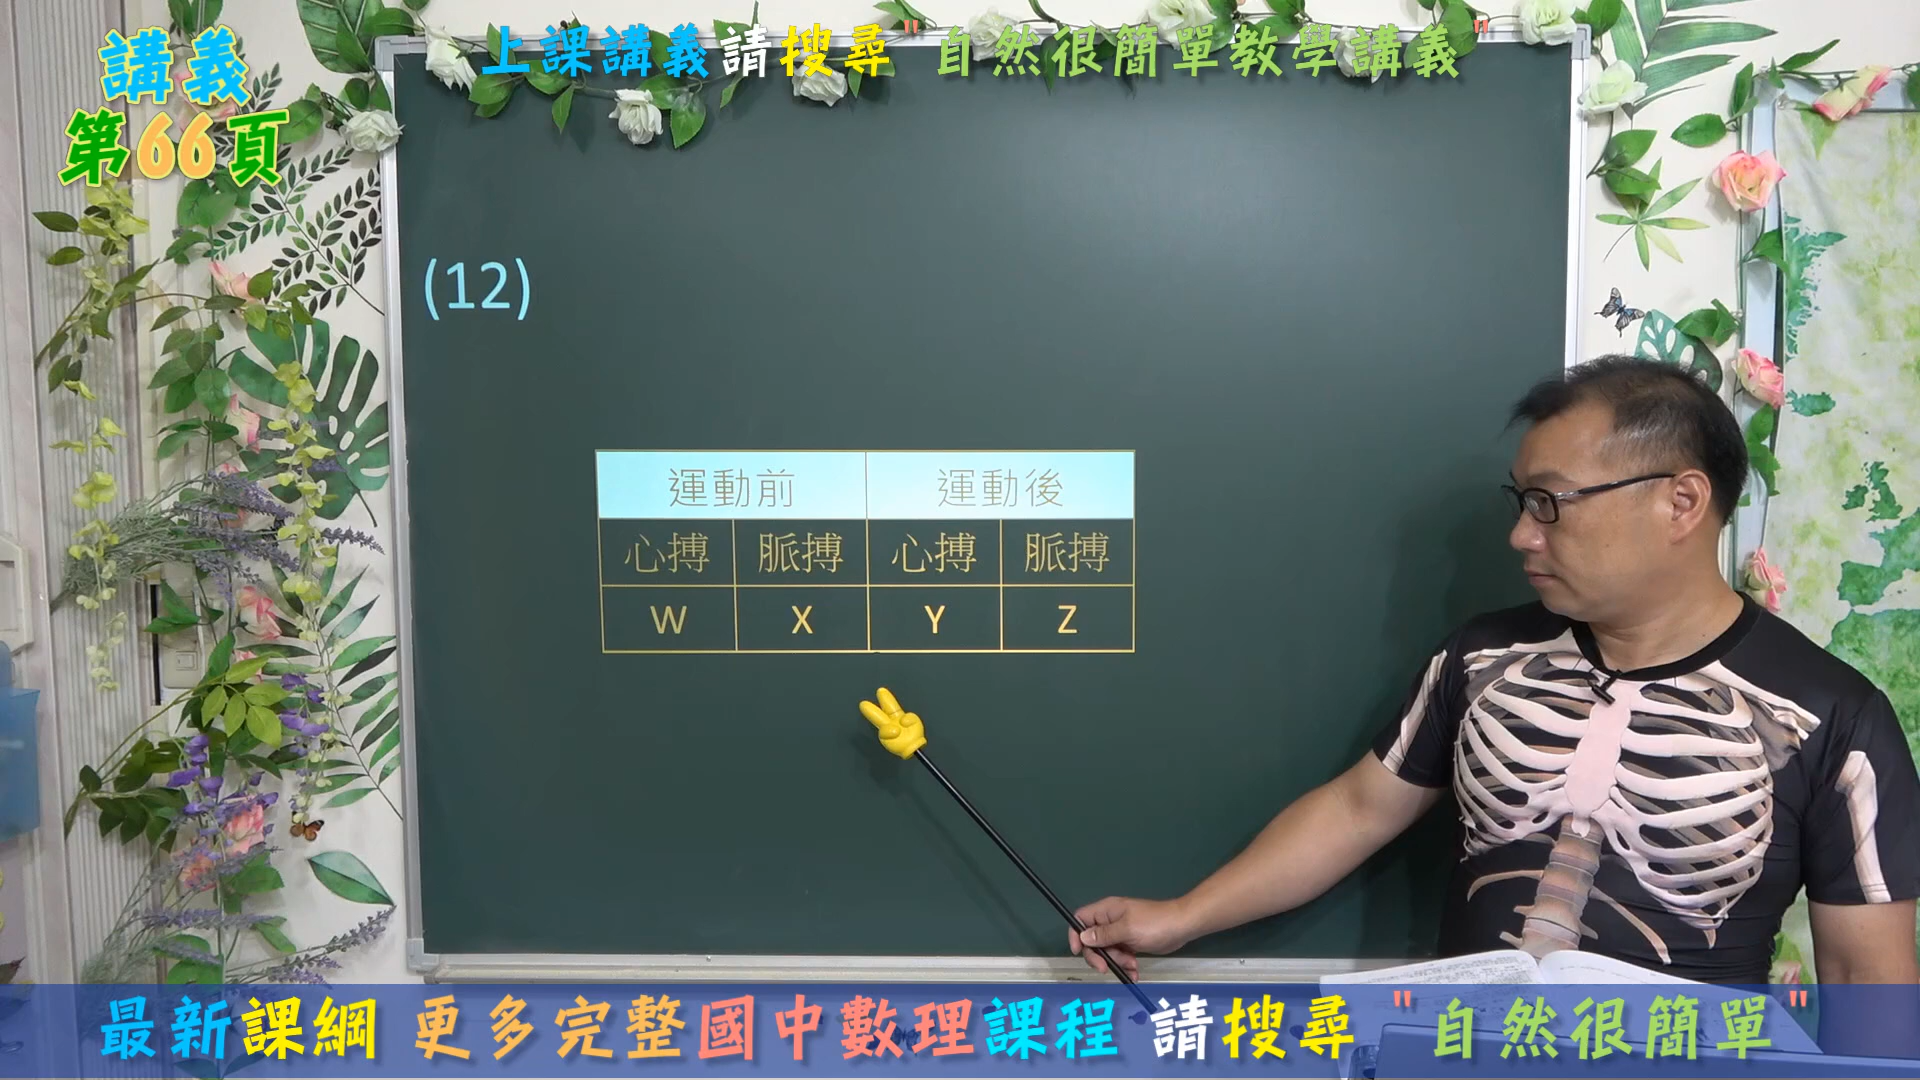 講義
第66頁
上課講義請搜尋"自然很簡單教學講義"
(12)
運動前 運動後
心搏 脈搏 心搏 脈搏
W X Y Z
最新課綱 更多完整國中數理課程 請搜尋 "自然很簡單"